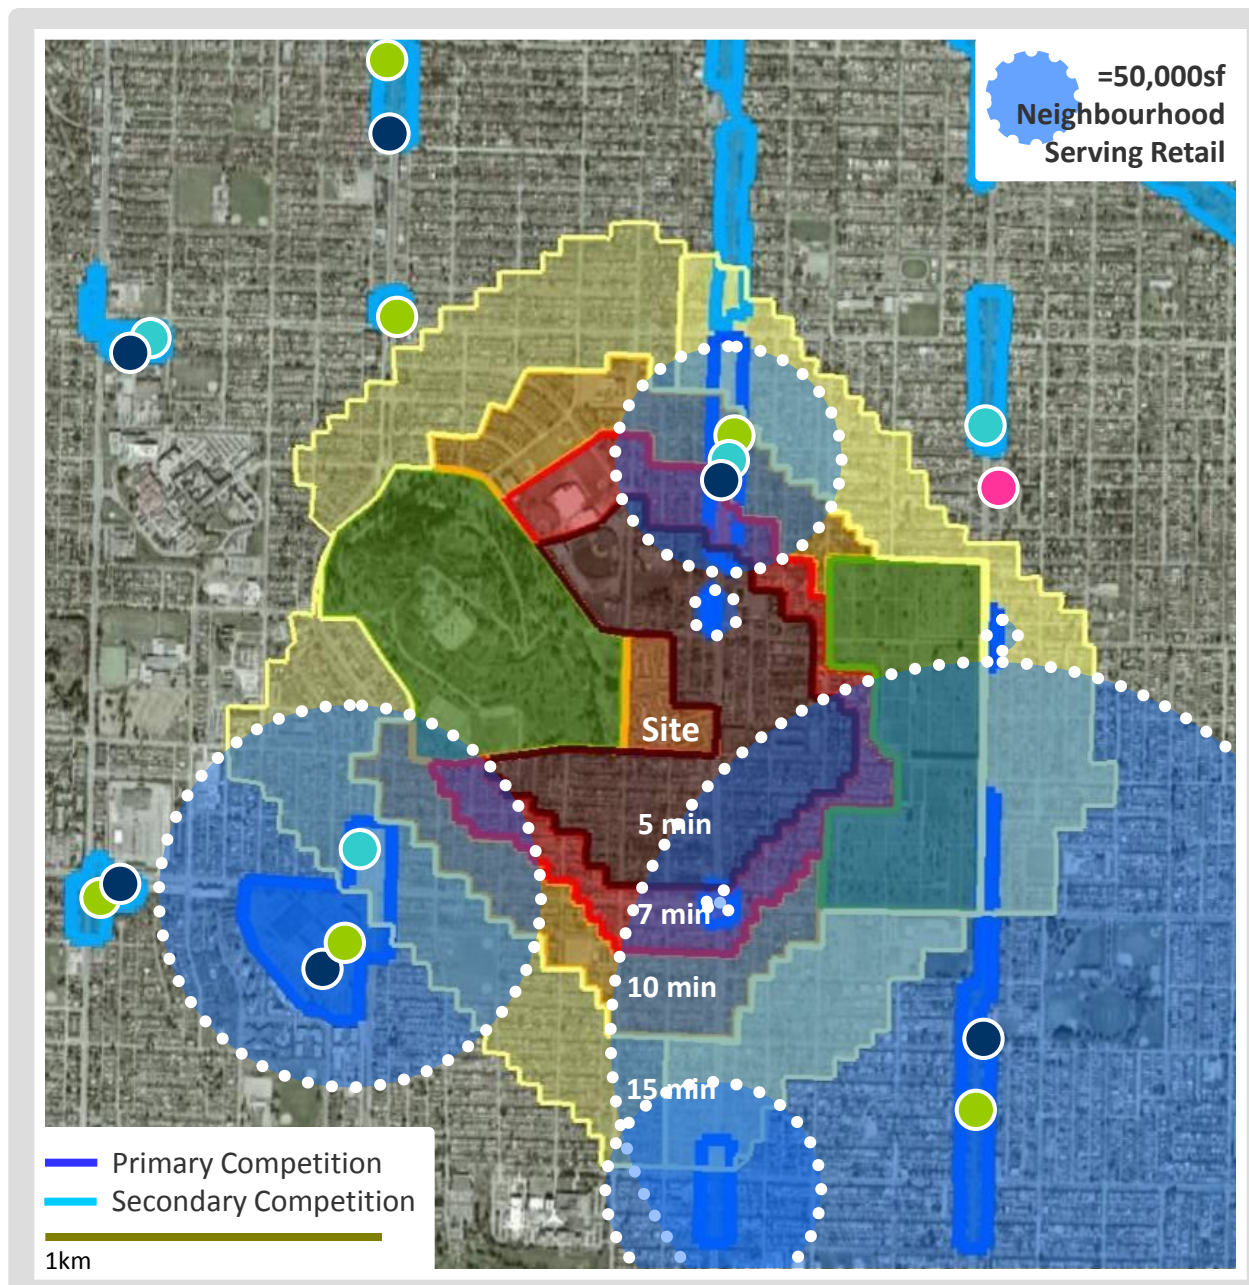 =50,000sf
Neighbourhood
Serving Retail
Site
5 min
7 min
10 min
15 min
Primary Competition
Secondary Competition
1km